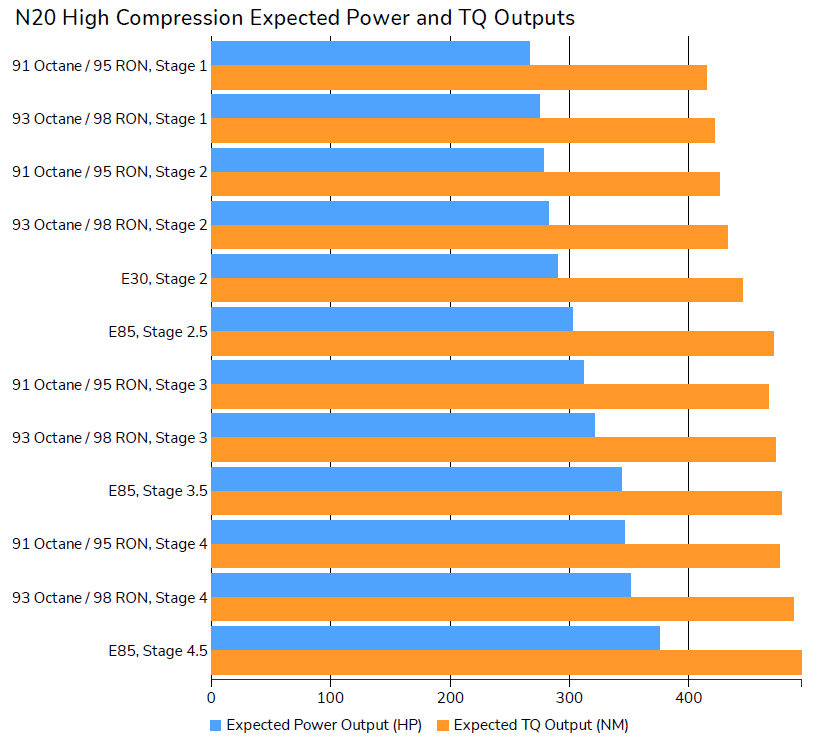 N20 High Compression Expected Power and TQ Outputs
91 Octane / 95 RON, Stage 1
93 Octane / 98 RON, Stage 1
91 Octane / 95 RON, Stage 2
93 Octane / 98 RON, Stage 2
E30, Stage 2
E85, Stage 2.5
91 Octane / 95 RON, Stage 3
93 Octane / 98 RON, Stage 3
E85, Stage 3.5
91 Octane / 95 RON, Stage 4
93 Octane / 98 RON, Stage 4
E85, Stage 4.5
0 100 200 300 400
Expected Power Output (HP) Expected TQ Output (NM)